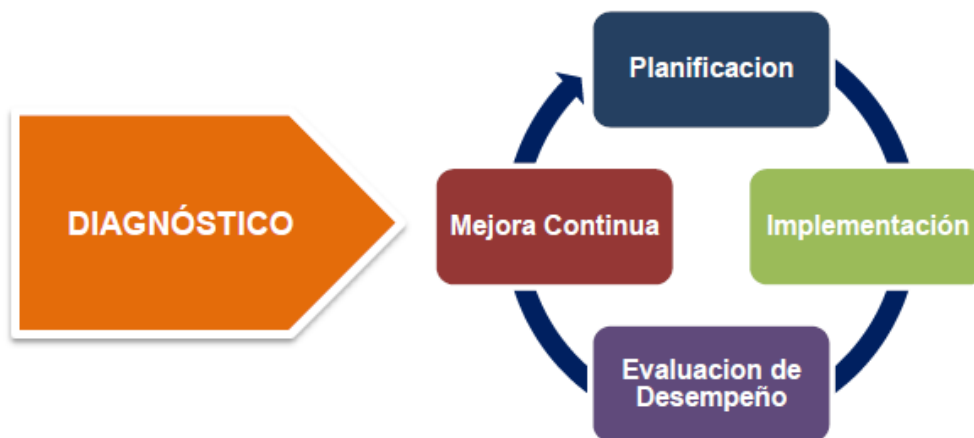 DIAGNÓSTICO
Planificacion
Implementación
Evaluacion de
Desempeño
Mejora Continua